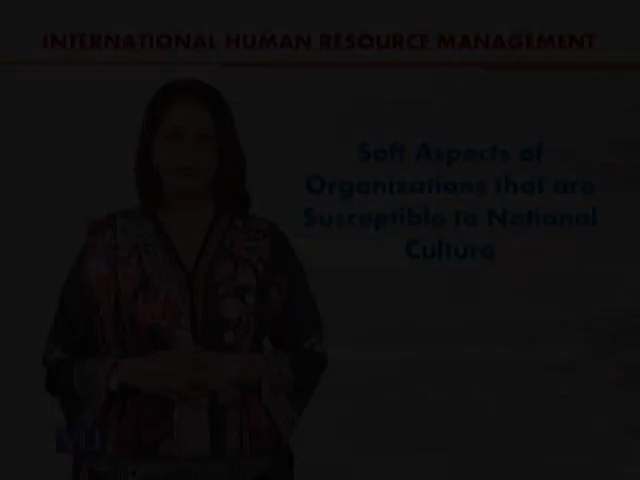 INTERNATIONAL HUMAN RESOURCE MANAGEMENT
Soft Aspects of
Organizations that are
Susceptible to National
Culture